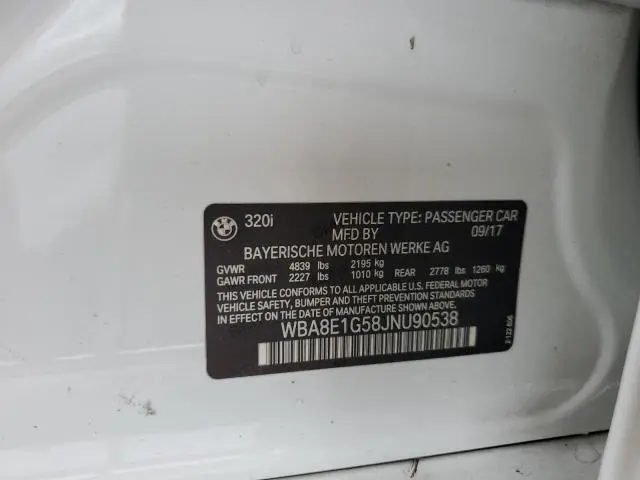 320i VEHICLE TYPE: PASSENGER CAR
MFD BY 09/17
BAYERISCHE MOTOREN WERKE AG
GVWR 4839 lbs 2195 kg
GAWR FRONT 2227 lbs 1010 kg REAR 2778 lbs 1260 kg
THIS VEHICLE CONFORMS TO ALL APPLICABLE U.S. FEDERAL MOTOR
VEHICLE SAFETY, BUMPER AND THEFT PREVENTION STANDARDS IN
EFFECT ON THE DATE OF MANUFACTURE SHOWN ABOVE.
WBA8E1G58JNU90538